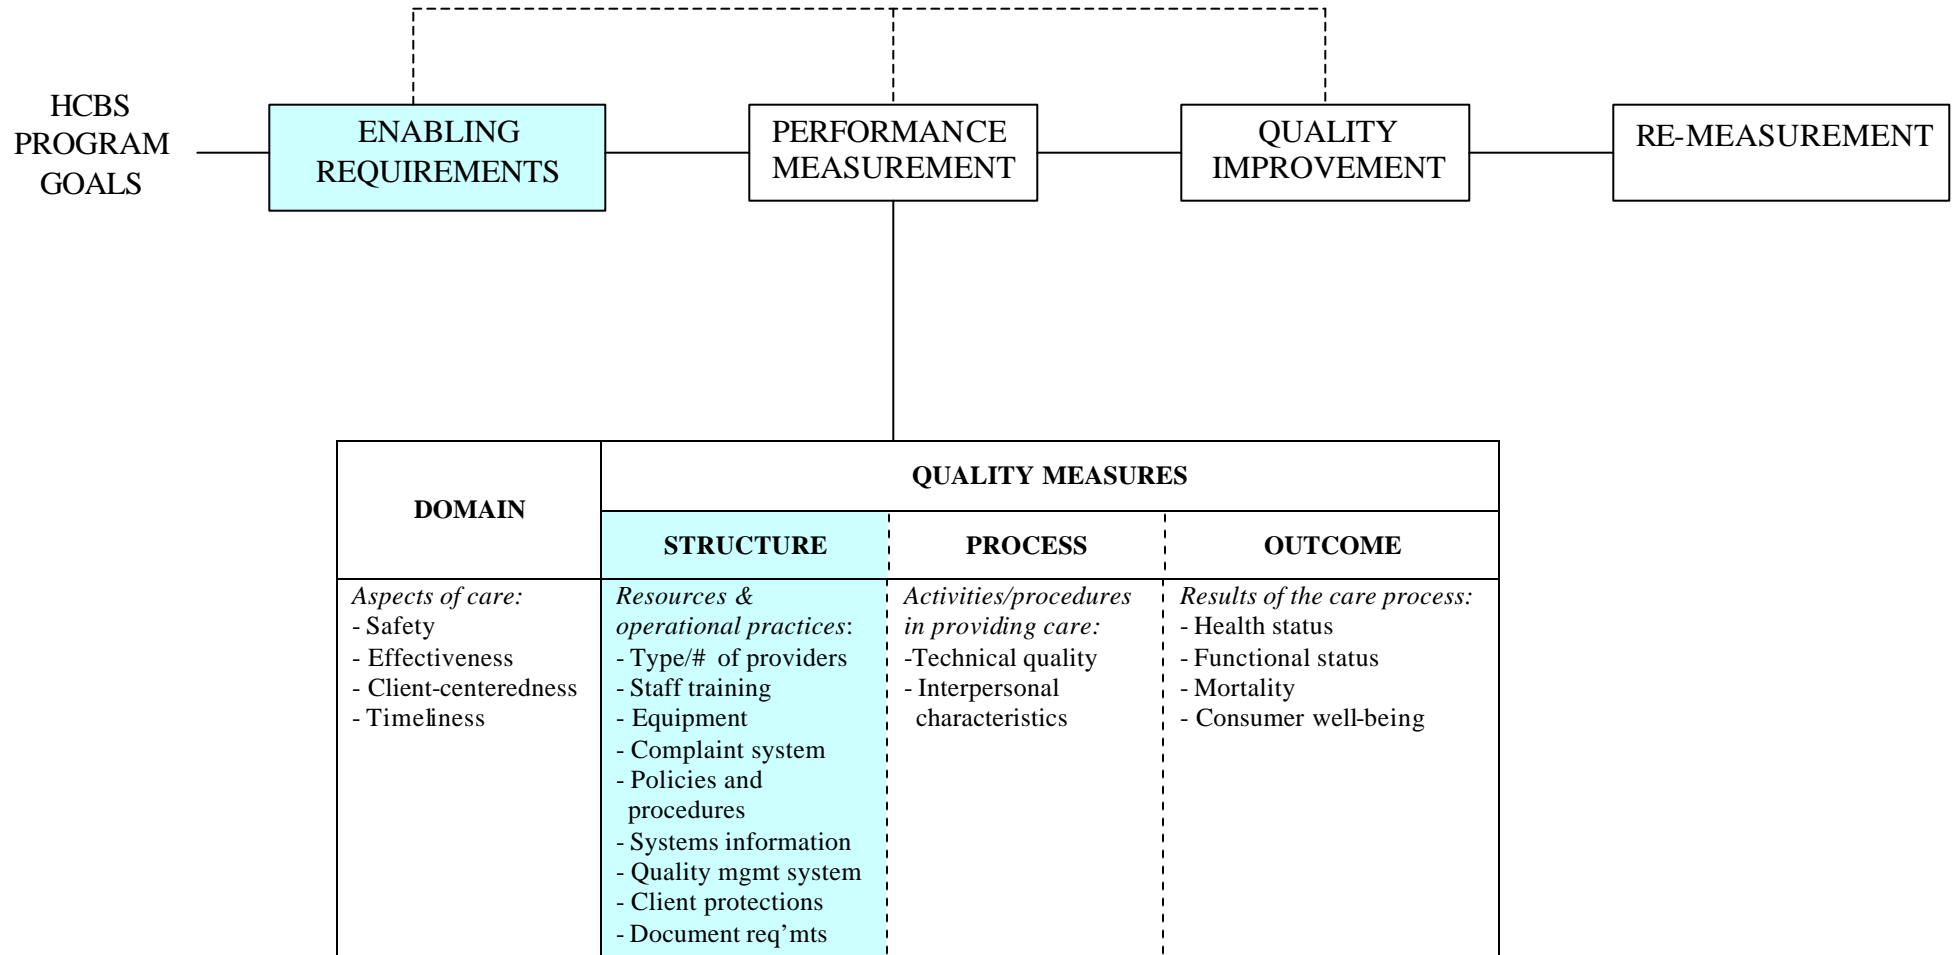 HCBS
PROGRAM
GOALS
ENABLING
REQUIREMENTS
PERFORMANCE
MEASUREMENT
QUALITY
IMPROVEMENT
RE-MEASUREMENT
DOMAIN
QUALITY MEASURES
STRUCTURE
PROCESS
OUTCOME
Aspects of care:
- Safety
- Effectiveness
- Client-centeredness
- Timeliness
Resources &
operational practices:
- Type/# of providers
- Staff training
- Equipment
- Complaint system
- Policies and
procedures
- Systems information
- Quality mgmt system
- Client protections
- Document req’mts
Activities/procedures
in providing care:
-Technical quality
- Interpersonal
characteristics
Results of the care process:
- Health status
- Functional status
- Mortality
- Consumer well-being